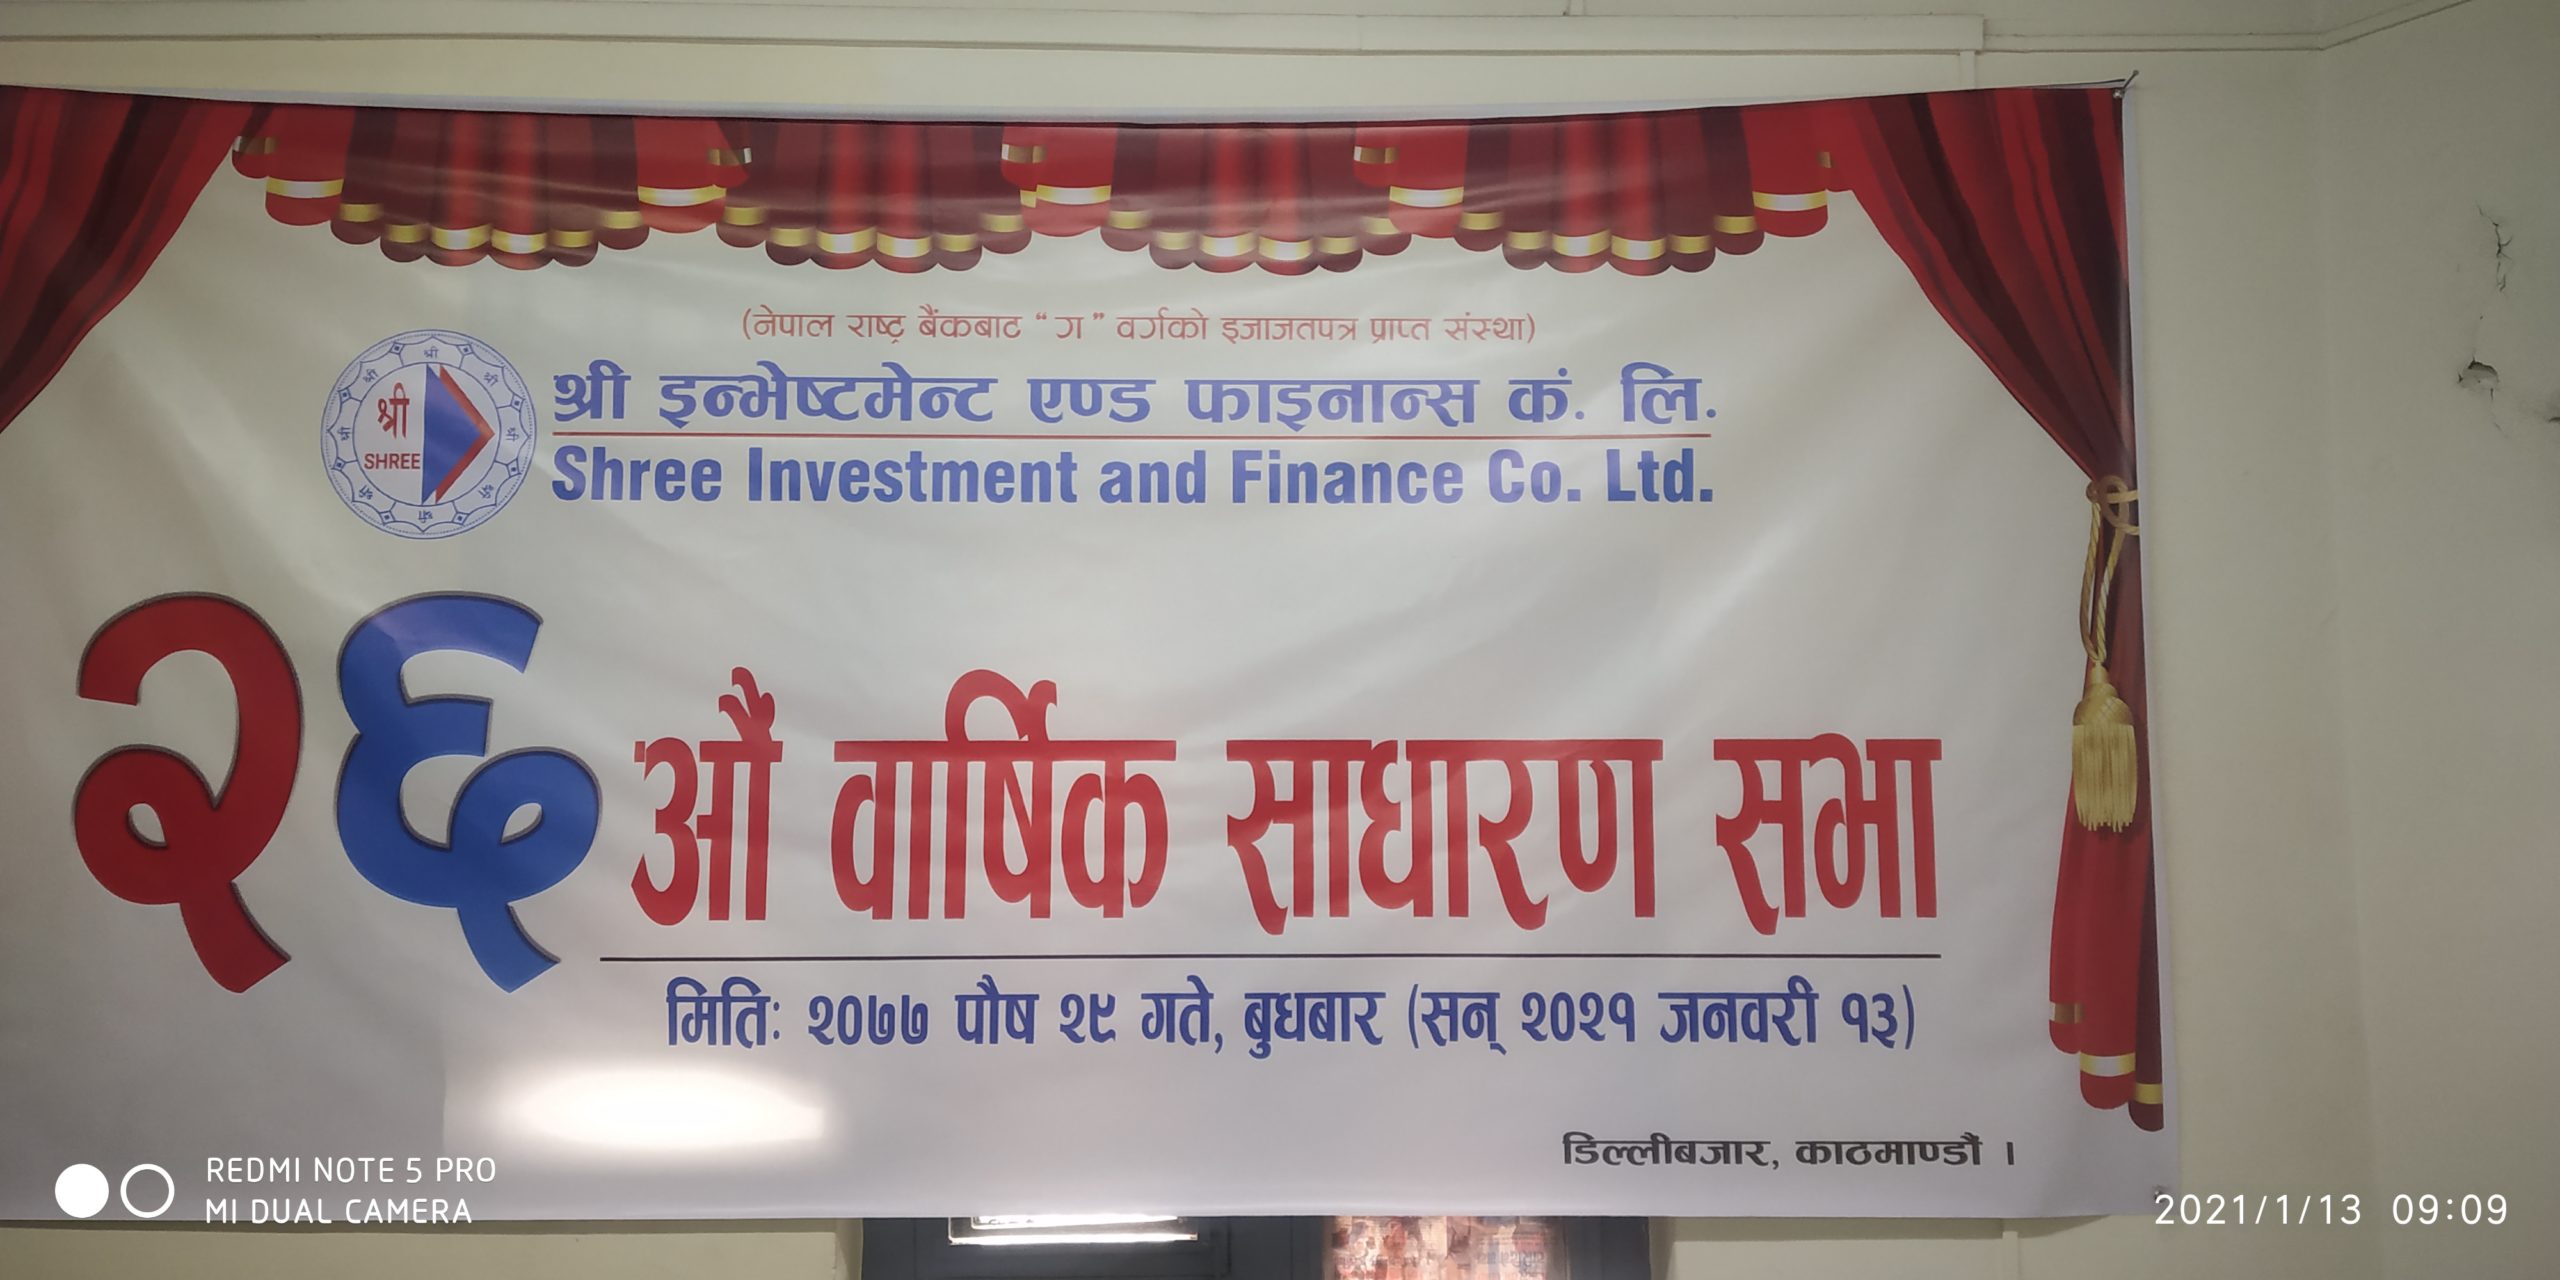 (नेपाल राष्ट्र बैंकबाट “ग” वर्गको इजाजतपत्र प्राप्त संस्था)
श्री
SHREE
श्री इन्भेष्टमेन्ट एण्ड फाइनान्स कं. लि.
Shree Investment and Finance Co. Ltd.
२६ औं वार्षिक साधारण सभा
मितिः २०७७ पौष २९ गते, बुधबार (सन् २०२१ जनवरी १३)
डिल्लीबजार, काठमाण्डौं ।
REDMI NOTE 5 PRO
MI DUAL CAMERA
2021/1/13 09:09